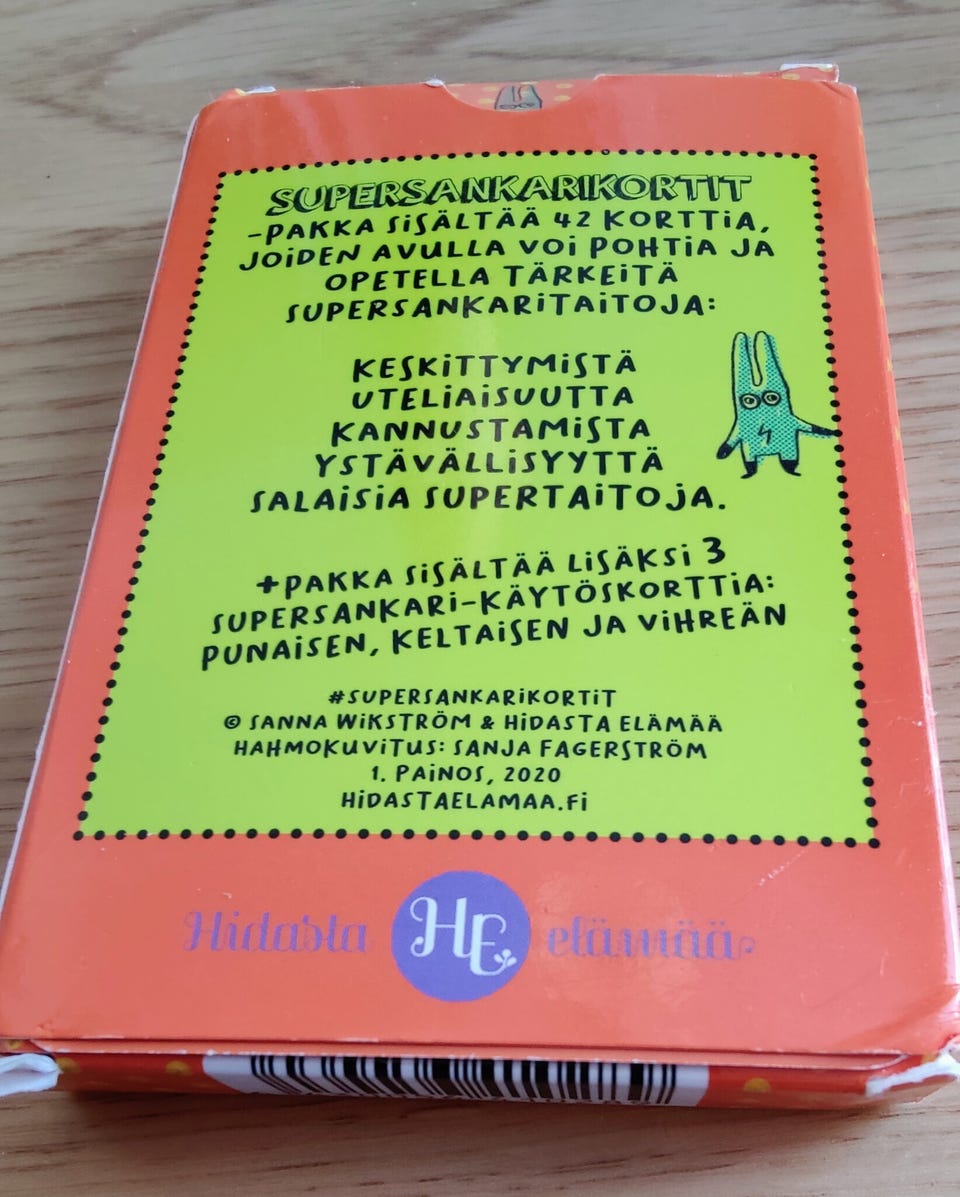 SUPERSANKARIKORTIT
-PAKKA SISÄLTÄÄ 42 KORTTIA,
JOIDEN AVULLA VOI POHTIA JA
OPETELLA TÄRKEITÄ
SUPERSANKARITAITOJA:
KESKITTYMISTÄ
UTELIAISUUTTA
KANNUSTAMISTA
YSTÄVÄLLISYYTTÄ
SALAISIA SUPERTAITOJA.
+PAKKA SISÄLTÄÄ LISÄKSI 3
SUPERSANKARI-KÄYTÖSKORTTIA:
PUNAISEN, KELTAISEN JA VIHREÄN
#SUPERSANKARIKORTIT
© SANNA WIKSTRÖM & HIDASTA ELÄMÄÄ
HAHMOKUVITUS: SANJA FAGERSTRÖM
1. PAINOS, 2020
HIDASTAELAMAA.FI
Hidasta HE elämää